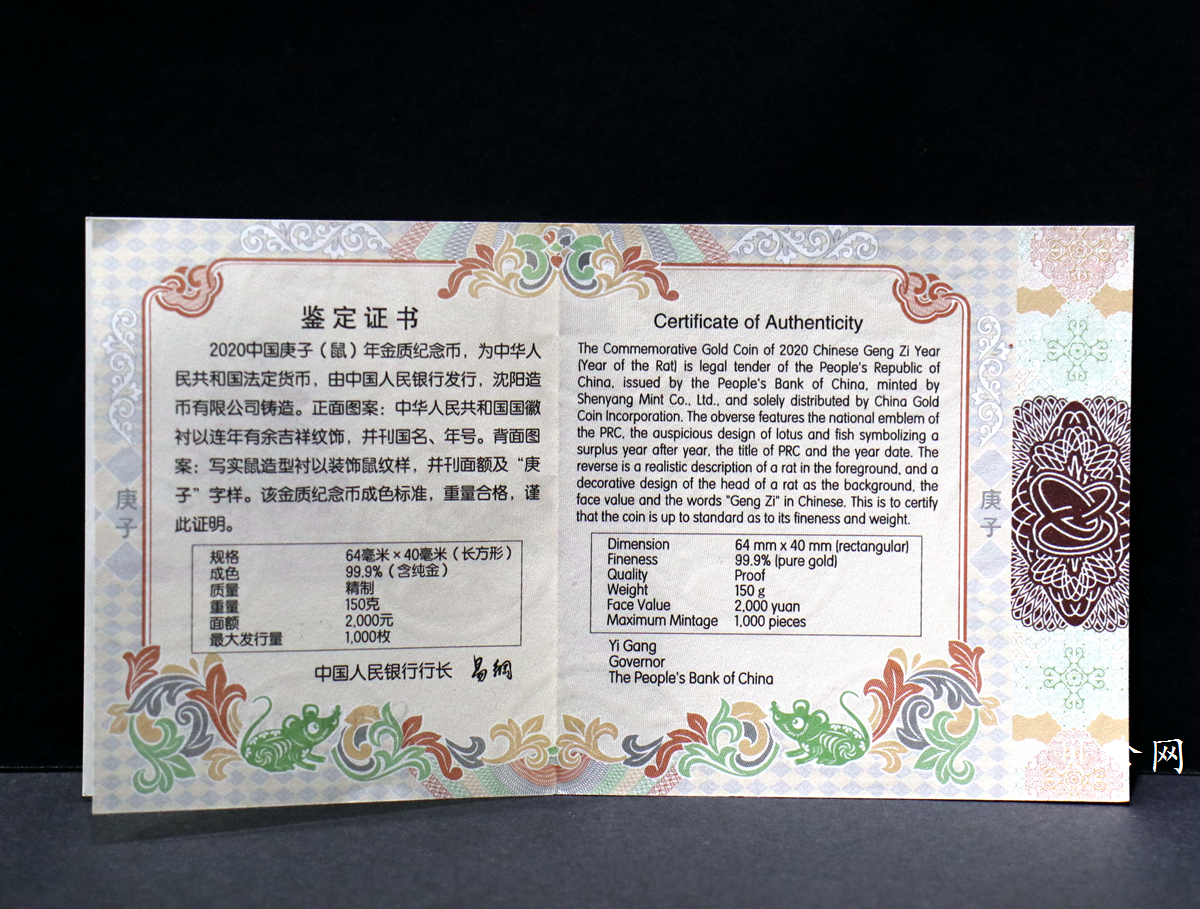 鉴定证书
2020中国庚子（鼠）年金质纪念币，为中华人
民共和国法定货币，由中国人民银行发行，沈阳造
币有限公司铸造。正面图案：中华人民共和国国徽
衬以连年有余吉祥纹饰，并刊国名、年号。背面图
案：写实鼠造型衬以装饰鼠纹样，并刊面额及“庚
子”字样。该金质纪念币成色标准，重量合格，谨
此证明。
规格 64毫米×40毫米（长方形）
成色 99.9%（含纯金）
质量 精制
重量 150克
面额 2,000元
最大发行量 1,000枚
中国人民银行行长 易纲
庚子
Certificate of Authenticity
The Commemorative Gold Coin of 2020 Chinese Geng Zi Year
(Year of the Rat) is legal tender of the People's Republic of
China, issued by the People's Bank of China, minted by
Shenyang Mint Co., Ltd., and solely distributed by China Gold
Coin Incorporation. The obverse features the national emblem of
the PRC, the auspicious design of lotus and fish symbolizing a
surplus year after year, the title of PRC and the year date. The
reverse is a realistic description of a rat in the foreground, and a
decorative design of the head of a rat as the background, the
face value and the words "Geng Zi" in Chinese. This is to certify
that the coin is up to standard as to its fineness and weight.
Dimension 64 mm x 40 mm (rectangular)
Fineness 99.9% (pure gold)
Quality Proof
Weight 150 g
Face Value 2,000 yuan
Maximum Mintage 1,000 pieces
Yi Gang
Governor
The People's Bank of China
庚子
网